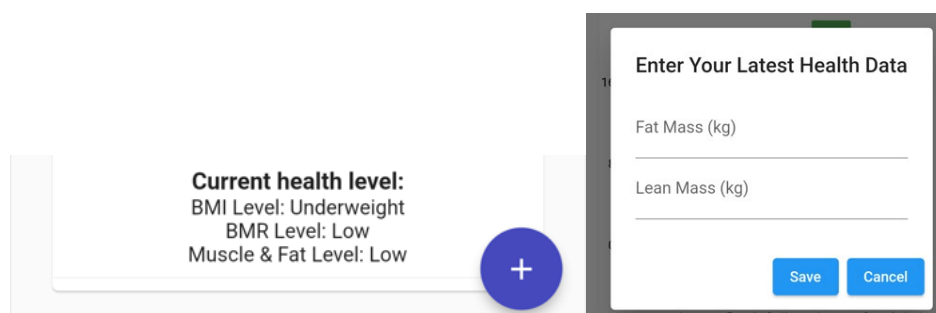 Current health level:
BMI Level: Underweight
BMR Level: Low
Muscle & Fat Level: Low
+
Enter Your Latest Health Data
Fat Mass (kg)
Lean Mass (kg)
Save Cancel